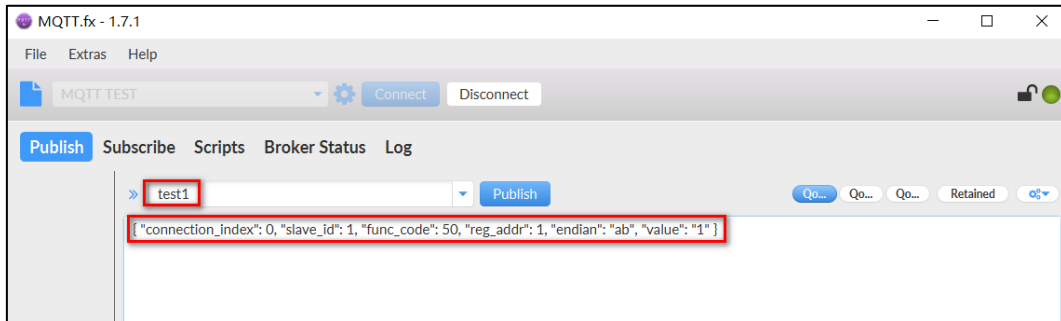 MQTT.fx - 1.7.1
File Extras Help
MQTT TEST Connect Disconnect
Publish Subscribe Scripts Broker Status Log
» test1 Publish Qo... Qo... Qo... Retained
{ "connection_index": 0, "slave_id": 1, "func_code": 50, "reg_addr": 1, "endian": "ab", "value": "1" }